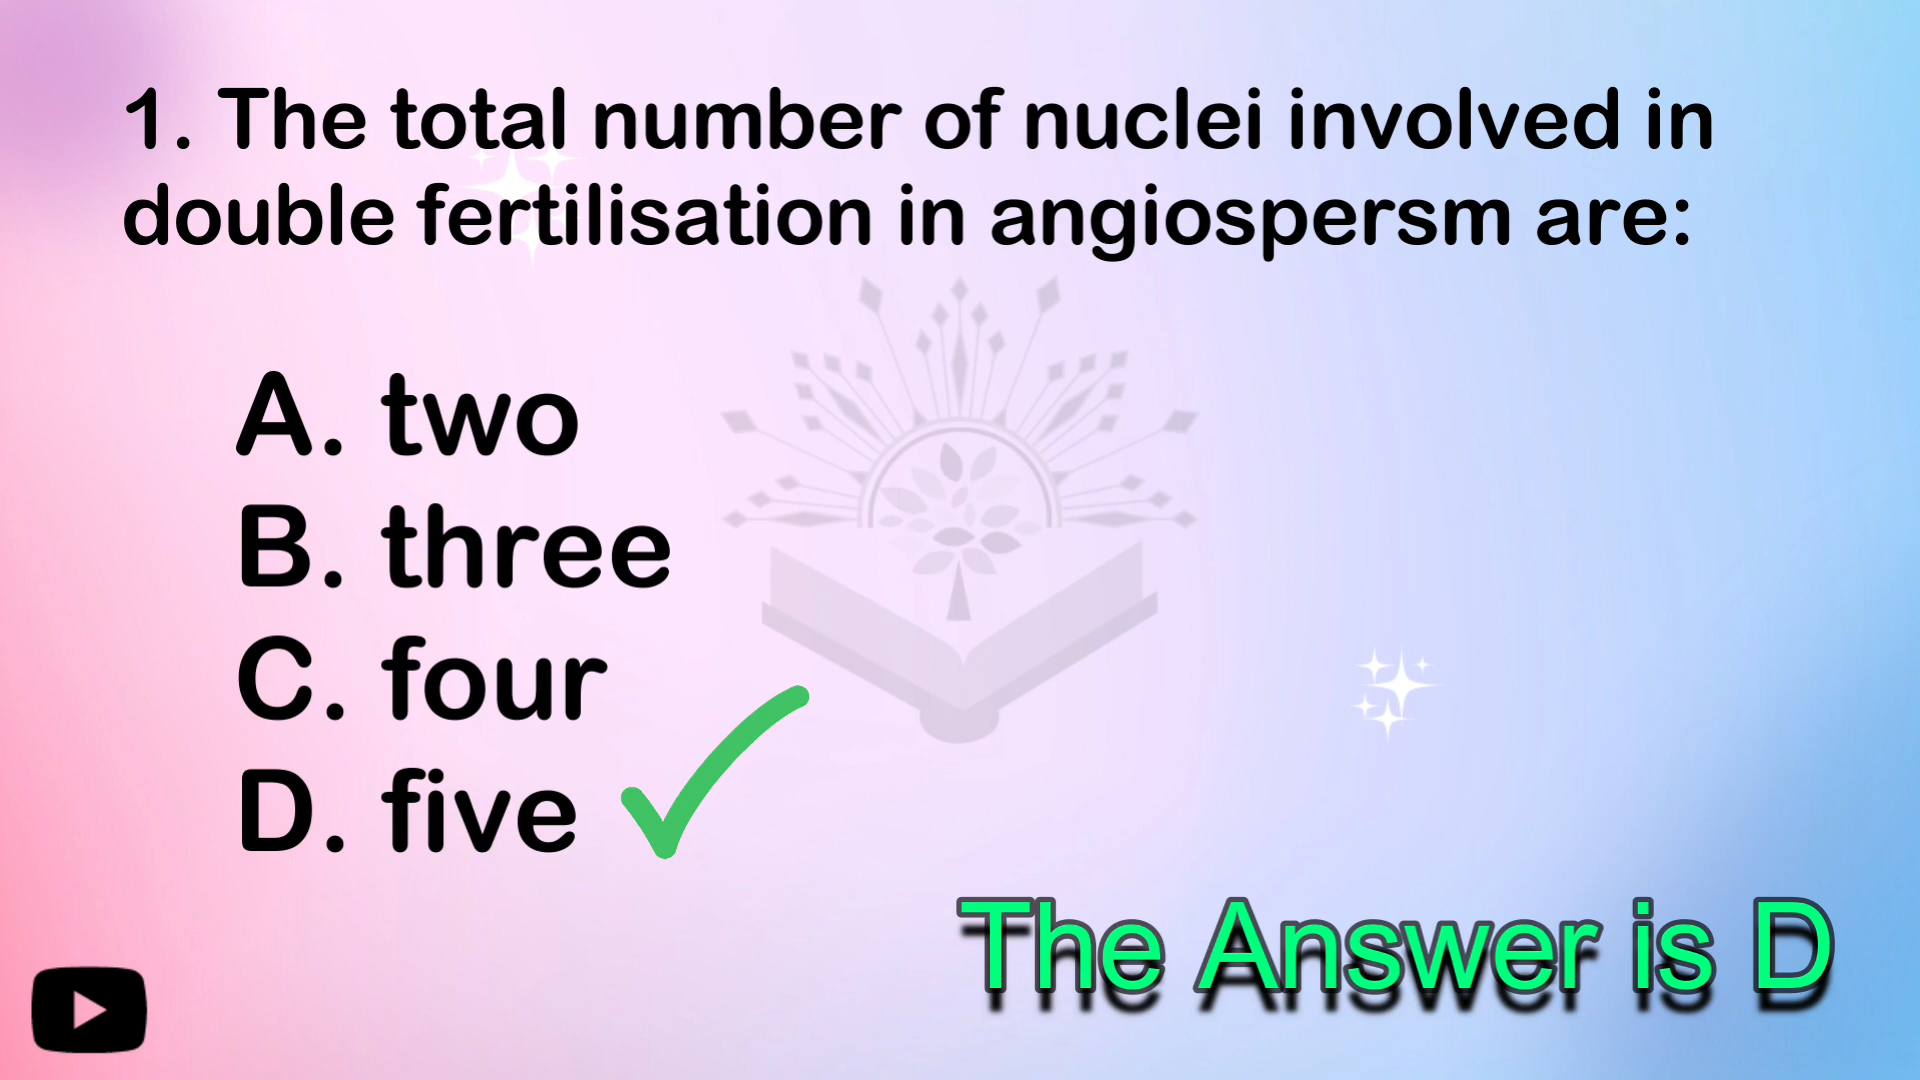 1. The total number of nuclei involved in
double fertilisation in angiospersm are:
A. two
B. three
C. four
D. five
The Answer is D